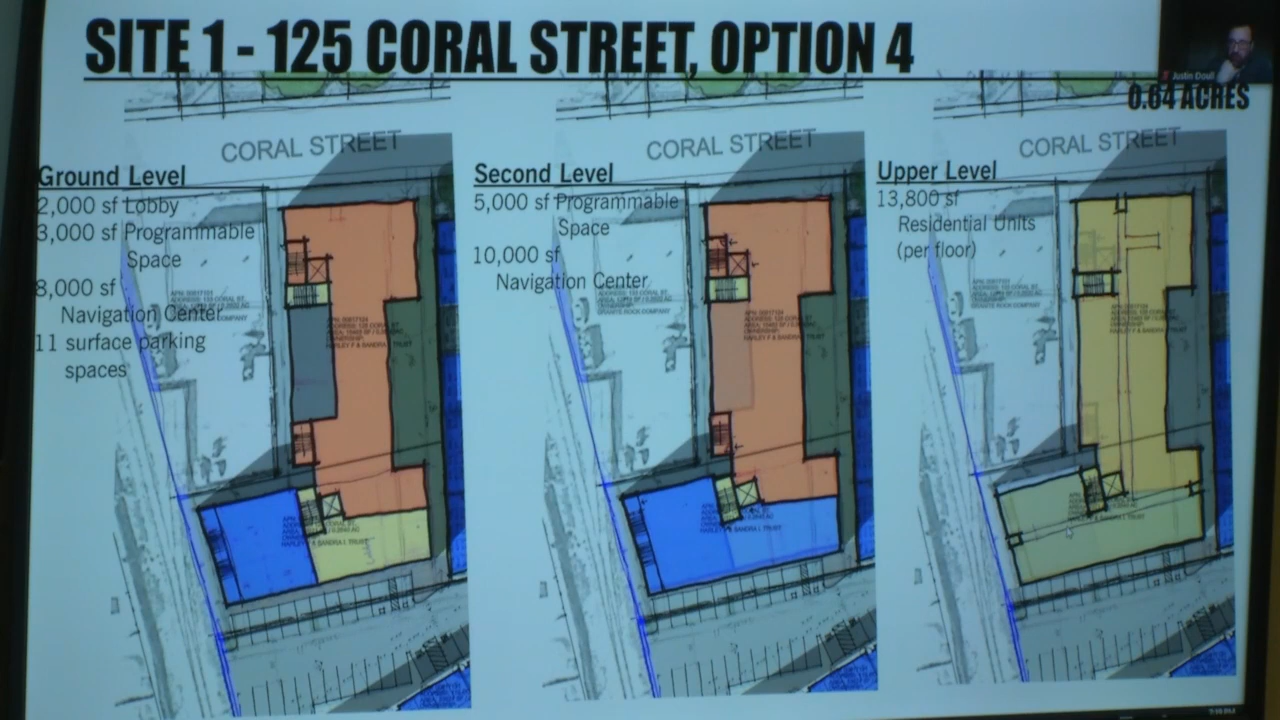 SITE 1 - 125 CORAL STREET, OPTION 4
0.64 ACRES
CORAL STREET
Ground Level
2,000 sf Lobby
3,000 sf Programmable
Space
8,000 sf
Navigation Center
11 surface parking
spaces
CORAL STREET
Second Level
5,000 sf Programmable
Space
10,000 sf
Navigation Center
CORAL STREET
Upper Level
13,800 sf
Residential Units
(per floor)